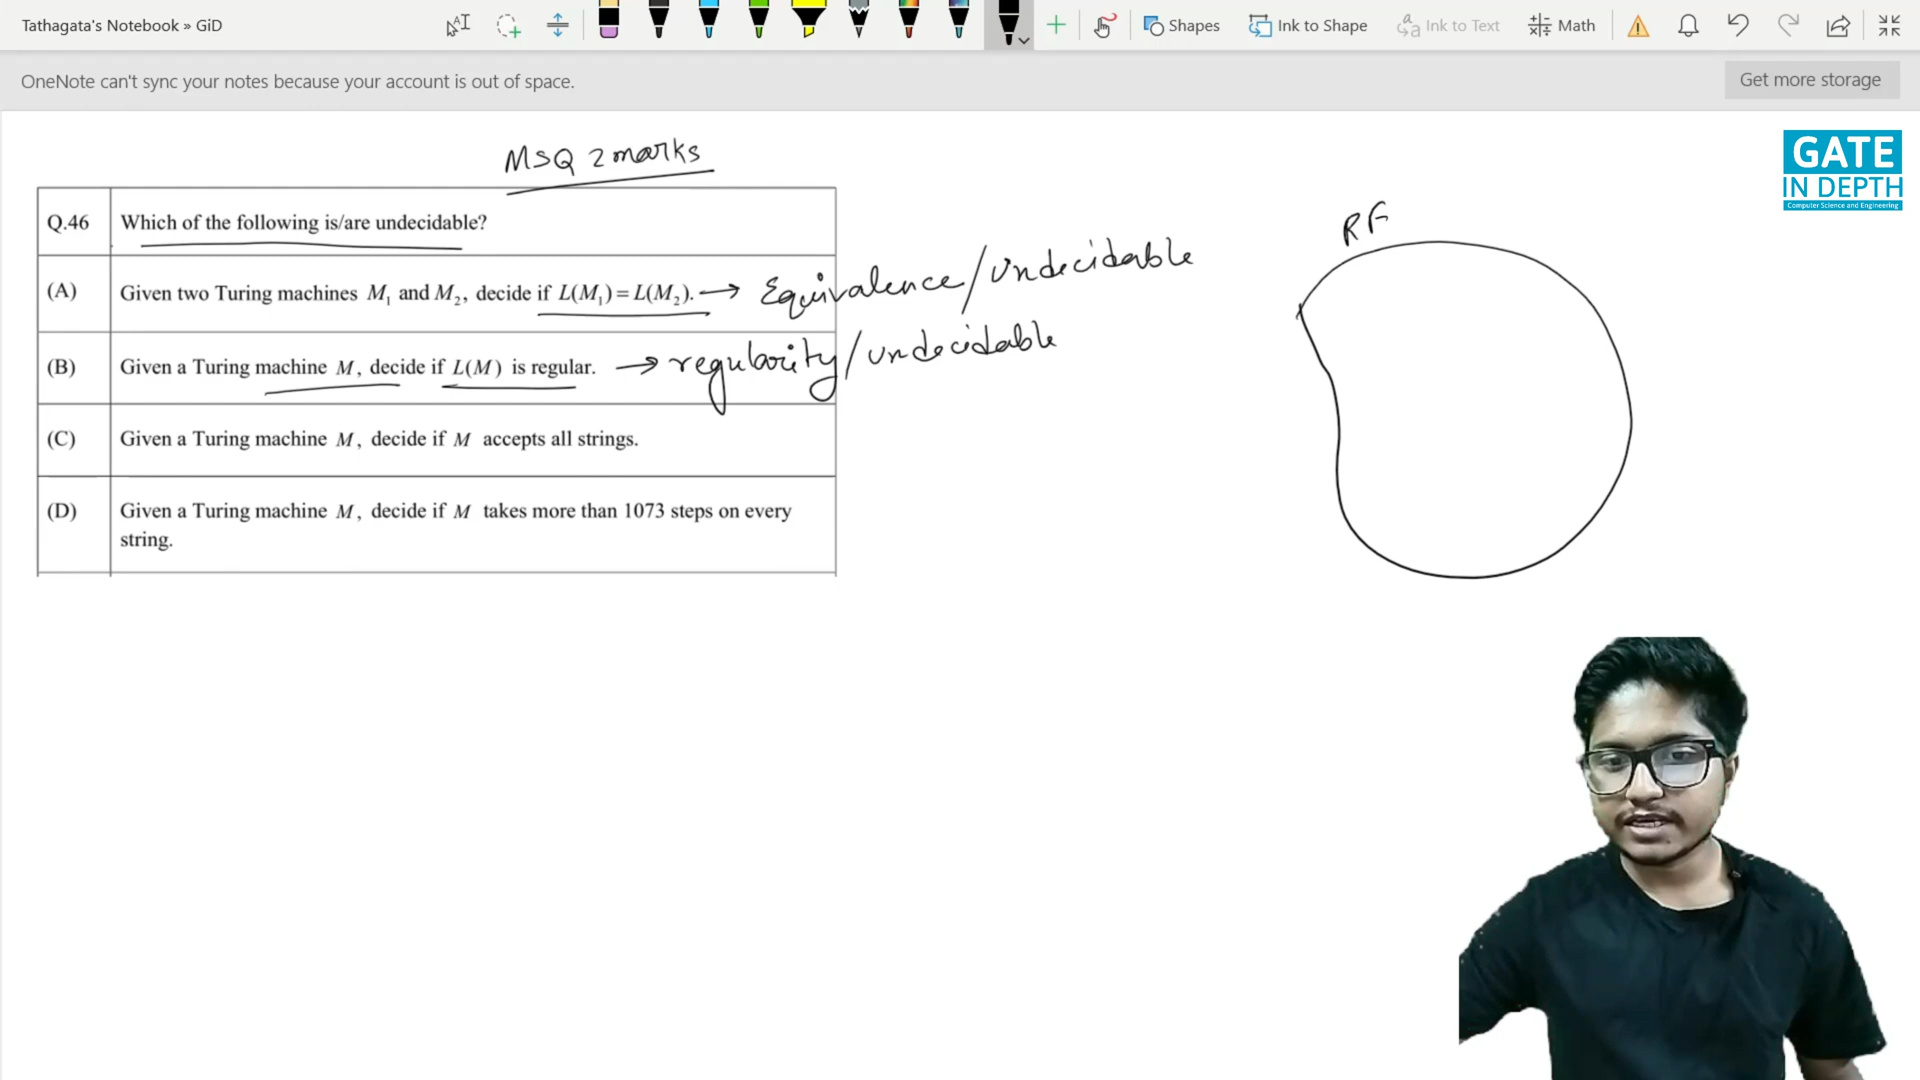 Tathagata's Notebook » GiD
Shapes
Ink to Shape
Ink to Text
Math
OneNote can't sync your notes because your account is out of space.
Get more storage
GATE
IN DEPTH
Computer Science and Engineering
MSQ 2 marks
Q.46 Which of the following is/are undecidable?
(A) Given two Turing machines M₁ and M₂, decide if L(M₁) = L(M₂). → Equivalence/Undecidable
(B) Given a Turing machine M, decide if L(M) is regular. → regularity/undecidable
(C) Given a Turing machine M, decide if M accepts all strings.
(D) Given a Turing machine M, decide if M takes more than 1073 steps on every
string.
RF